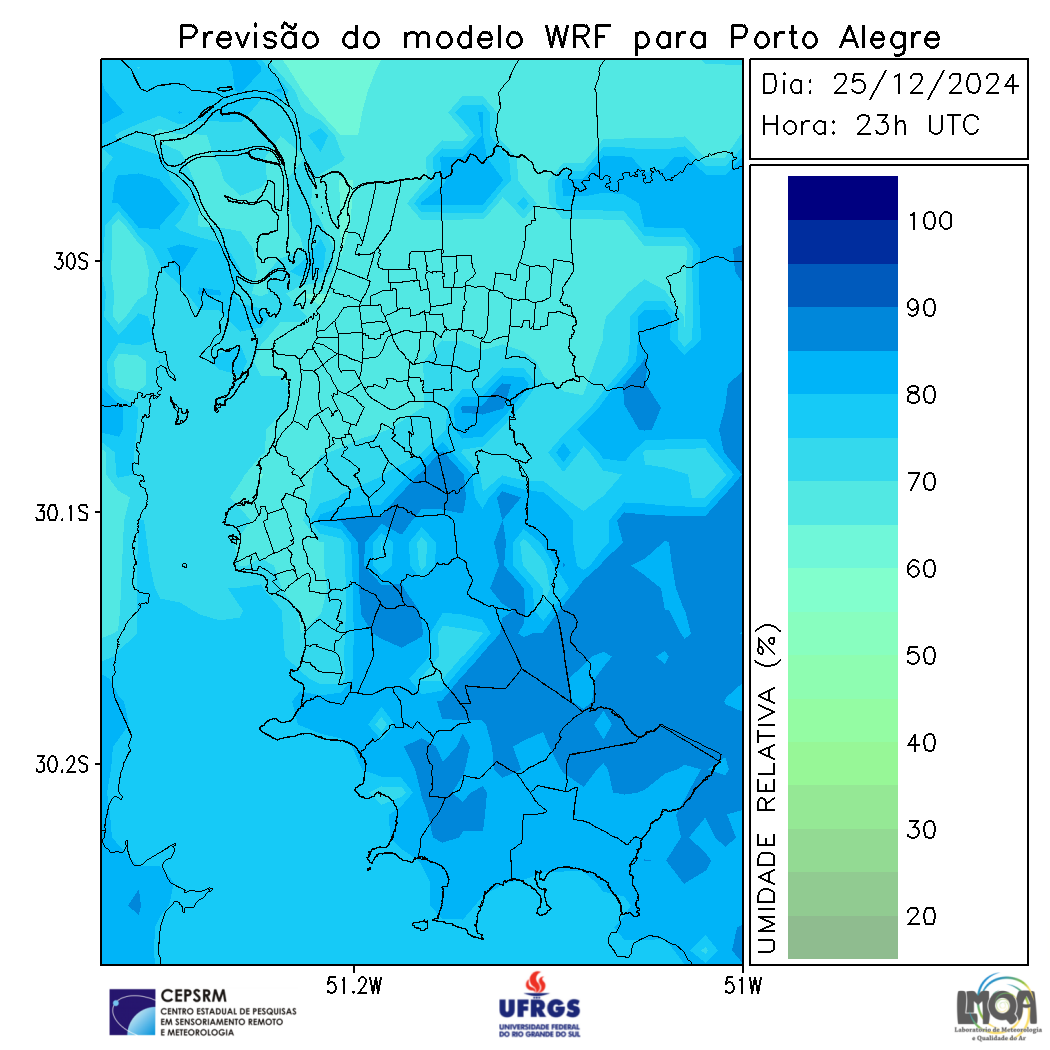 Previsão do modelo WRF para Porto Alegre
Dia: 25/12/2024
Hora: 23h UTC
100
90
80
70
60
50
40
30
20
UMIDADE RELATIVA (%)
30S
30.1S
30.2S
51.2W
51W
CEPSRM
CENTRO ESTADUAL DE PESQUISAS
EM SENSORIAMENTO REMOTO
E METEOROLOGIA
UFRGS
UNIVERSIDADE FEDERAL
DO RIO GRANDE DO SUL
LMQA
Laboratório de Meteorologia
e Qualidade do Ar